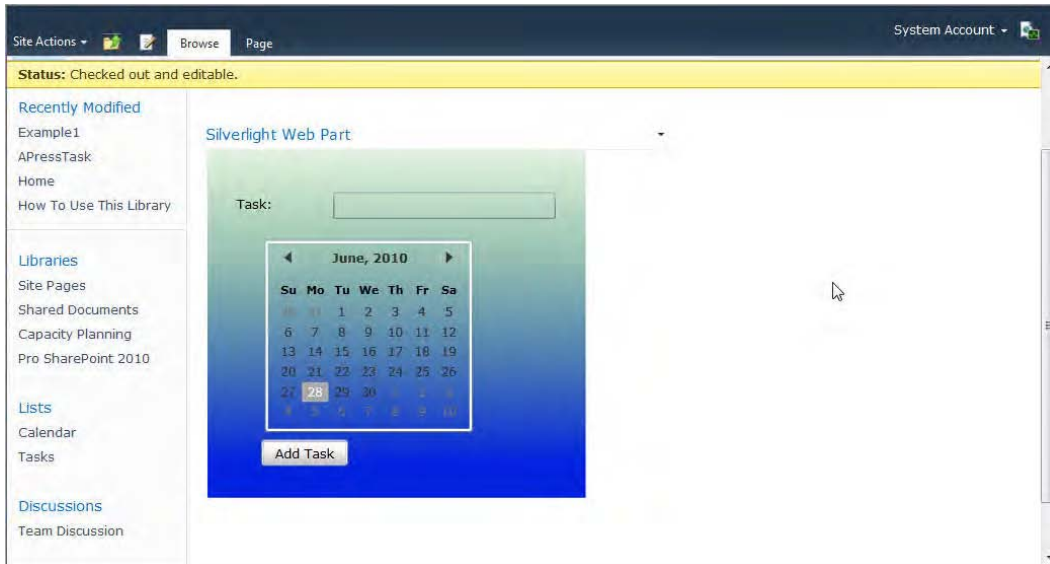 Site Actions
Browse
Page
System Account
Status: Checked out and editable.
Recently Modified
Example1
APressTask
Home
How To Use This Library
Libraries
Site Pages
Shared Documents
Capacity Planning
Pro SharePoint 2010
Lists
Calendar
Tasks
Discussions
Team Discussion
Silverlight Web Part
Task:
June, 2010
Su Mo Tu We Th Fr Sa
30 31 1 2 3 4 5
6 7 8 9 10 11 12
13 14 15 16 17 18 19
20 21 22 23 24 25 26
27 28 29 30 1 2 3
4 5 6 7 8 9 10
Add Task